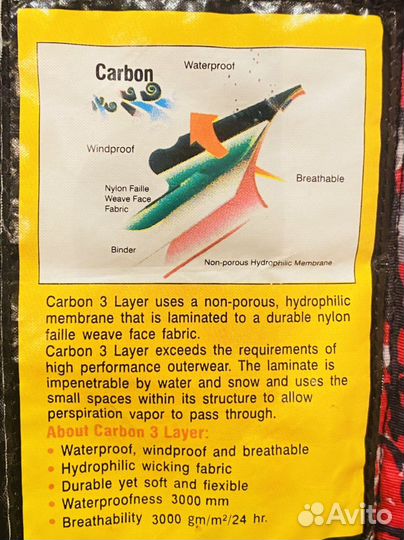 Waterproof
Carbon
Windproof
Breathable
Nylon Faille
Weave Face
Fabric
Binder
Non-porous Hydrophilic Membrane
Carbon 3 Layer uses a non-porous, hydrophilic
membrane that is laminated to a durable nylon
faille weave face fabric.
Carbon 3 Layer exceeds the requirements of
high performance outerwear. The laminate is
impenetrable by water and snow and uses the
small spaces within its structure to allow
perspiration vapor to pass through.
About Carbon 3 Layer:
• Waterproof, windproof and breathable
• Hydrophilic wicking fabric
• Durable yet soft and flexible
• Waterproofness 3000 mm
• Breathability 3000 gm/m²/24 hr.
Avito